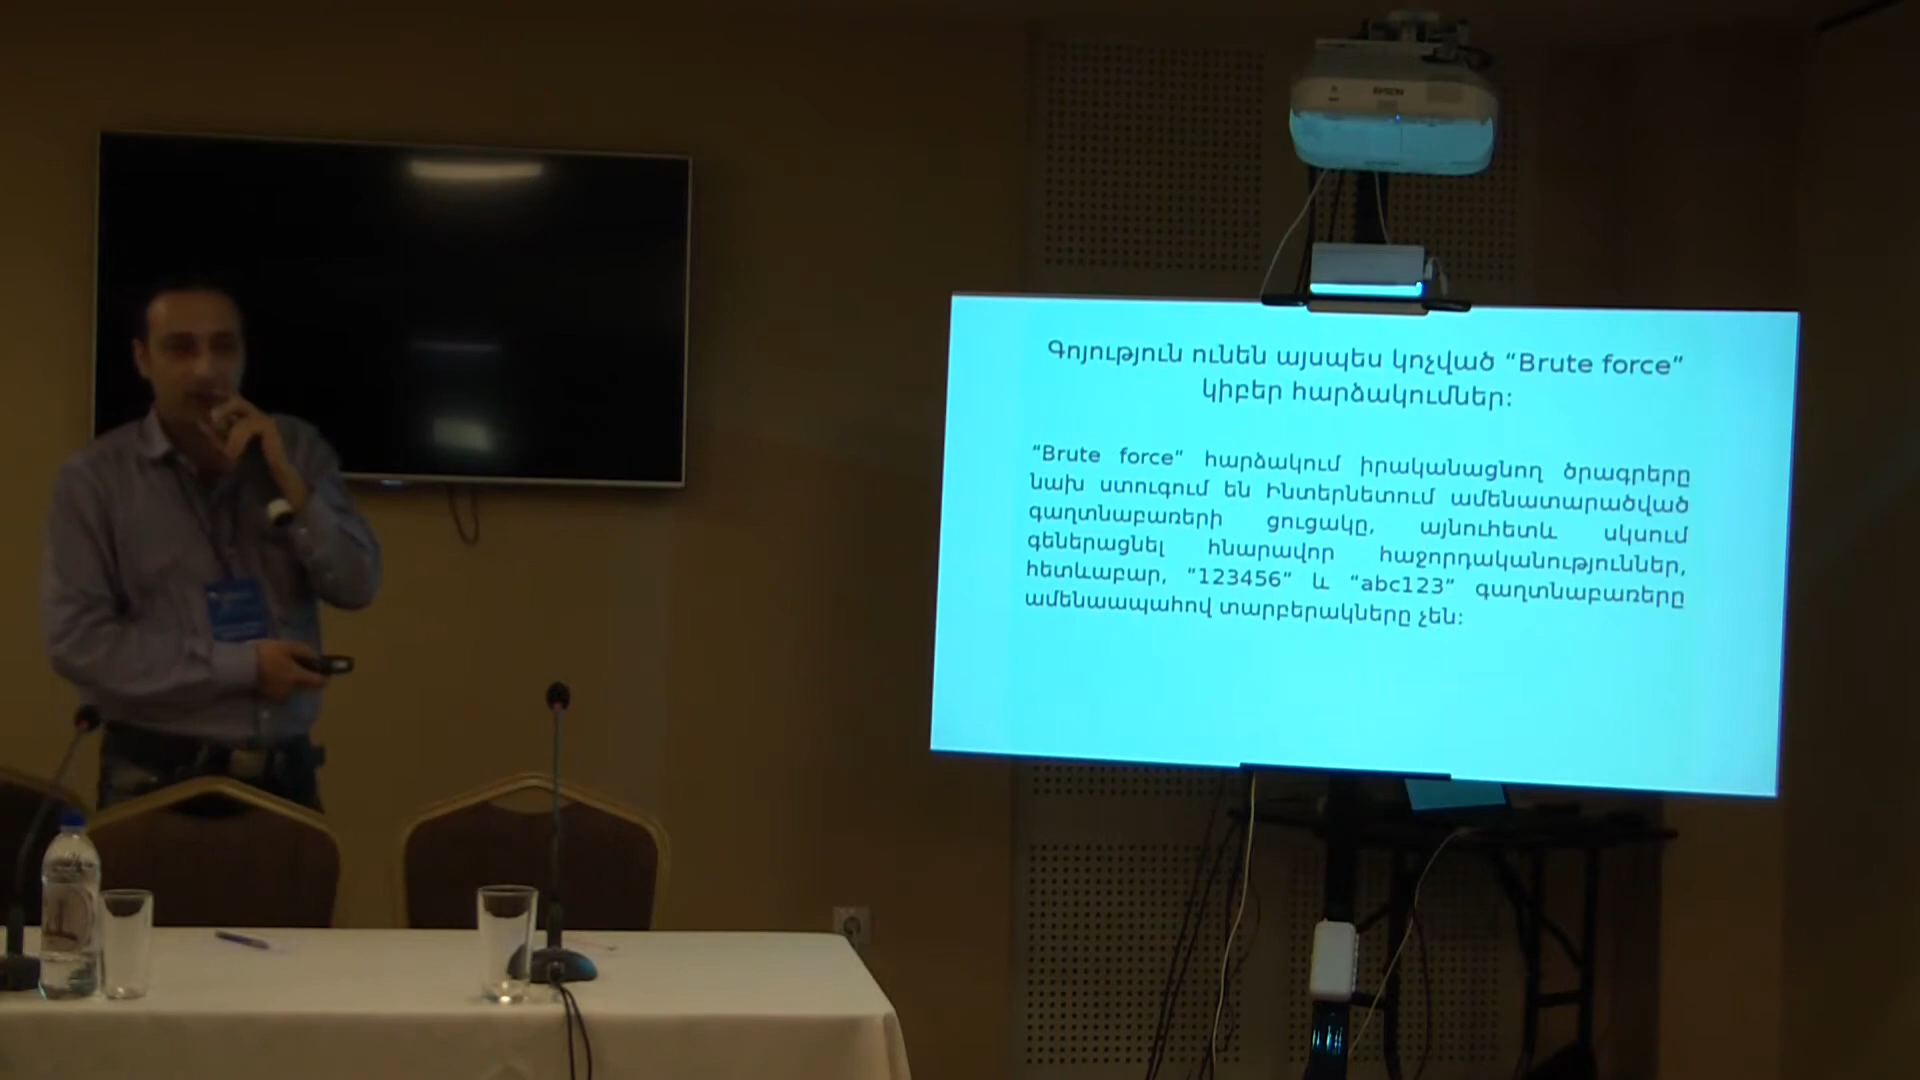 EPSON
Գոյություն ունեն այսպես կոչված “Brute force”
կիբեր հարձակումներ:
“Brute force” հարձակում իրականացնող ծրագրերը
նախ ստուգում են Ինտերնետում ամենատարածված
գաղտնաբառերի ցուցակը, այնուհետև սկսում
գեներացնել հնարավոր հաջորդականություններ,
հետևաբար, “123456” և “abc123” գաղտնաբառերը
ամենաապահով տարբերակները չեն: